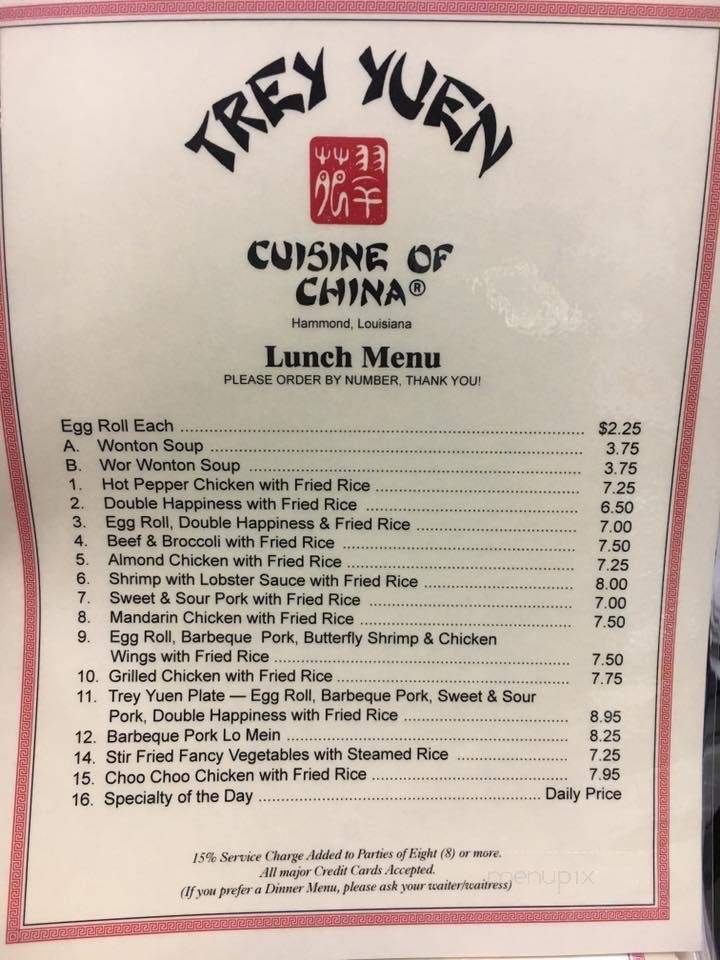 TREY YUEN
CUISINE OF
CHINA®
Hammond, Louisiana
Lunch Menu
PLEASE ORDER BY NUMBER, THANK YOU!
Egg Roll Each ........ $2.25
A. Wonton Soup ........ 3.75
B. Wor Wonton Soup ........ 3.75
1. Hot Pepper Chicken with Fried Rice ........ 7.25
2. Double Happiness with Fried Rice ........ 6.50
3. Egg Roll, Double Happiness & Fried Rice ........ 7.00
4. Beef & Broccoli with Fried Rice ........ 7.50
5. Almond Chicken with Fried Rice ........ 7.25
6. Shrimp with Lobster Sauce with Fried Rice ........ 8.00
7. Sweet & Sour Pork with Fried Rice ........ 7.00
8. Mandarin Chicken with Fried Rice ........ 7.50
9. Egg Roll, Barbeque Pork, Butterfly Shrimp & Chicken
Wings with Fried Rice ........ 7.50
10. Grilled Chicken with Fried Rice ........ 7.75
11. Trey Yuen Plate — Egg Roll, Barbeque Pork, Sweet & Sour
Pork, Double Happiness with Fried Rice ........ 8.95
12. Barbeque Pork Lo Mein ........ 8.25
14. Stir Fried Fancy Vegetables with Steamed Rice ........ 7.25
15. Choo Choo Chicken with Fried Rice ........ 7.95
16. Specialty of the Day ........ Daily Price
15% Service Charge Added to Parties of Eight (8) or more.
All major Credit Cards Accepted.
(If you prefer a Dinner Menu, please ask your waiter/waitress)
menupix